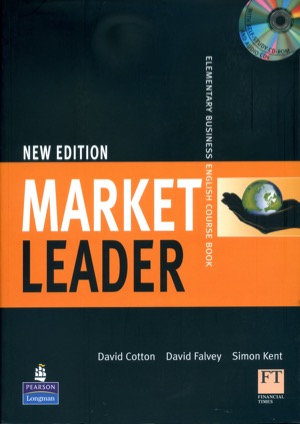 ELEMENTARY BUSINESS ENGLISH COURSE BOOK
NEW EDITION
MARKET
LEADER
David Cotton David Falvey Simon Kent
PEARSON
Longman
FT
FINANCIAL
TIMES